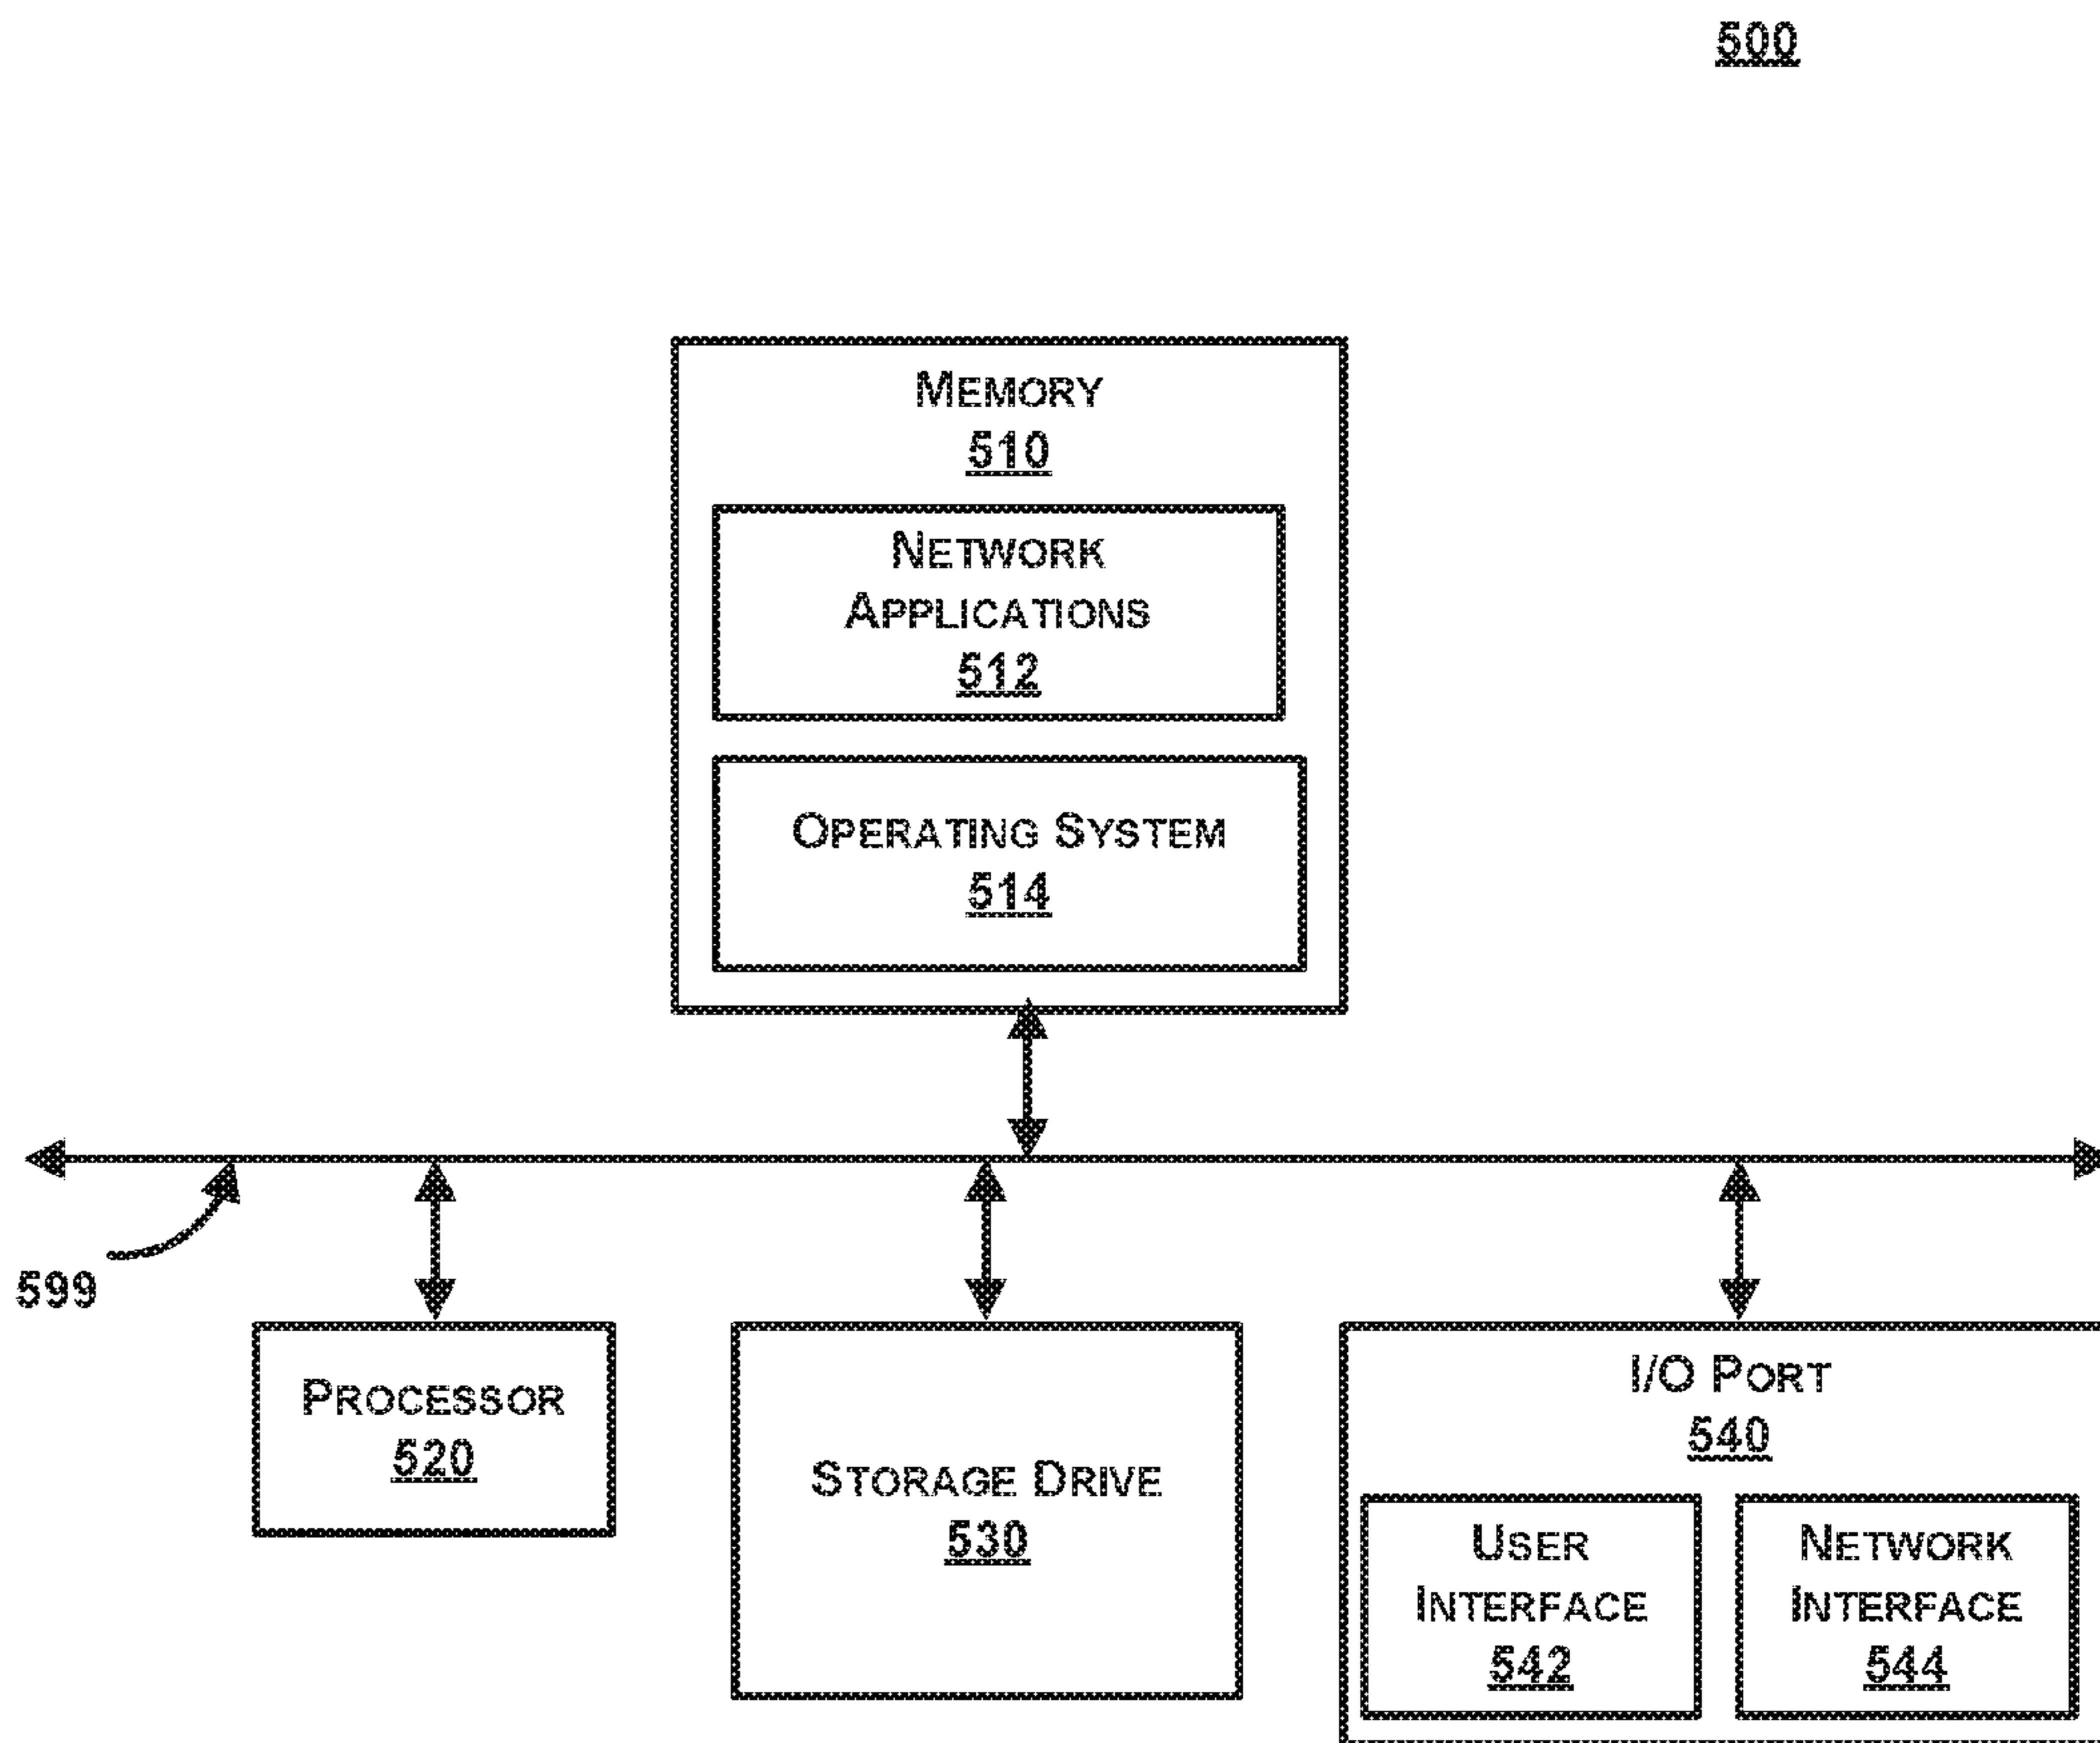 500
MEMORY
510
NETWORK
APPLICATIONS
512
OPERATING SYSTEM
514
599
PROCESSOR
520
STORAGE DRIVE
530
I/O PORT
540
USER
INTERFACE
542
NETWORK
INTERFACE
544